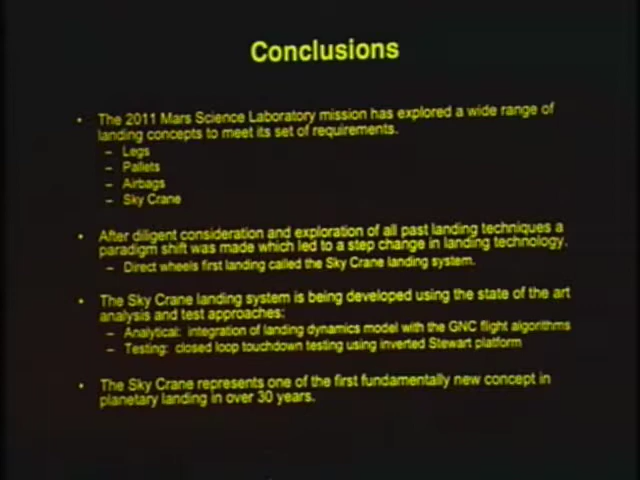 Conclusions
• The 2011 Mars Science Laboratory mission has explored a wide range of
landing concepts to meet its set of requirements.
– Legs
– Pallets
– Airbags
– Sky Crane
• After diligent consideration and exploration of all past landing techniques a
paradigm shift was made which led to a step change in landing technology.
– Direct wheels first landing called the Sky Crane landing system.
• The Sky Crane landing system is being developed using the state of the art
analysis and test approaches:
– Analytical: integration of landing dynamics model with the GNC flight algorithms
– Testing: closed loop touchdown testing using inverted Stewart platform
• The Sky Crane represents one of the first fundamentally new concept in
planetary landing in over 30 years.